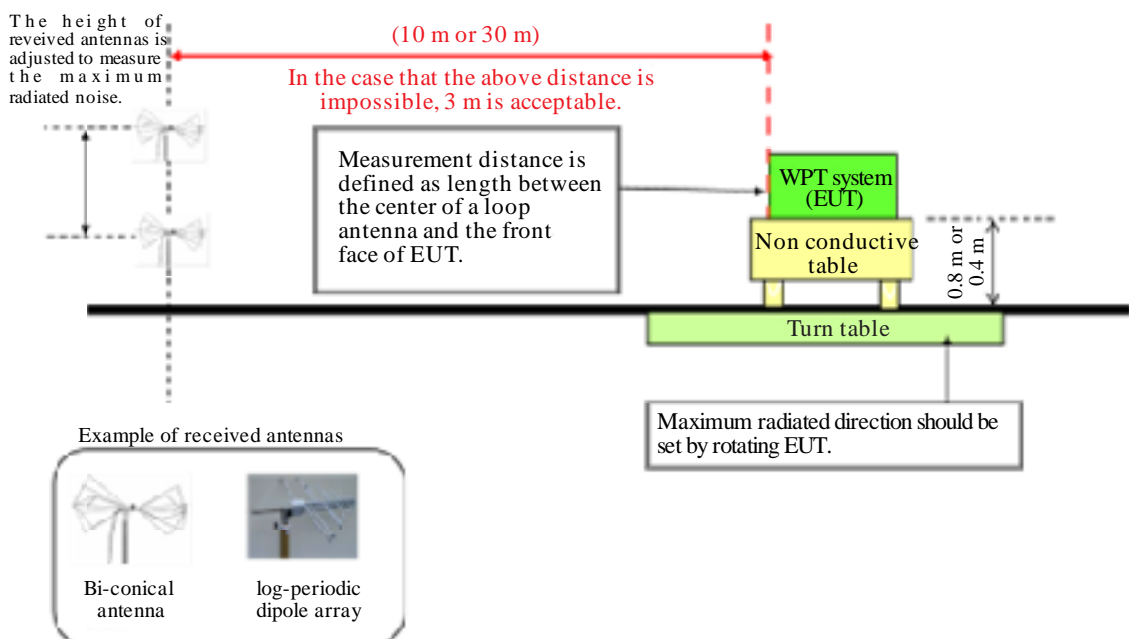 The height of
reveived antennas is
adjusted to measure
the maximum
radiated noise.
(10 m or 30 m)
In the case that the above distance is
impossible, 3 m is acceptable.
Measurement distance is
defined as length between
the center of a loop
antenna and the front
face of EUT.
WPT system
(EUT)
Non conductive
table
0.8 m or
0.4 m
Turn table
Maximum radiated direction should be
set by rotating EUT.
Example of received antennas
Bi-conical
antenna
log-periodic
dipole array